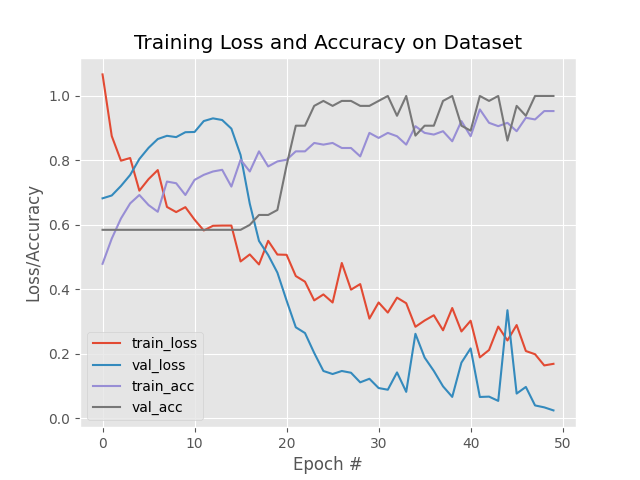 Training Loss and Accuracy on Dataset
Loss/Accuracy
1.0
0.8
0.6
0.4
0.2
0.0
train_loss
val_loss
train_acc
val_acc
0 10 20 30 40 50
Epoch #